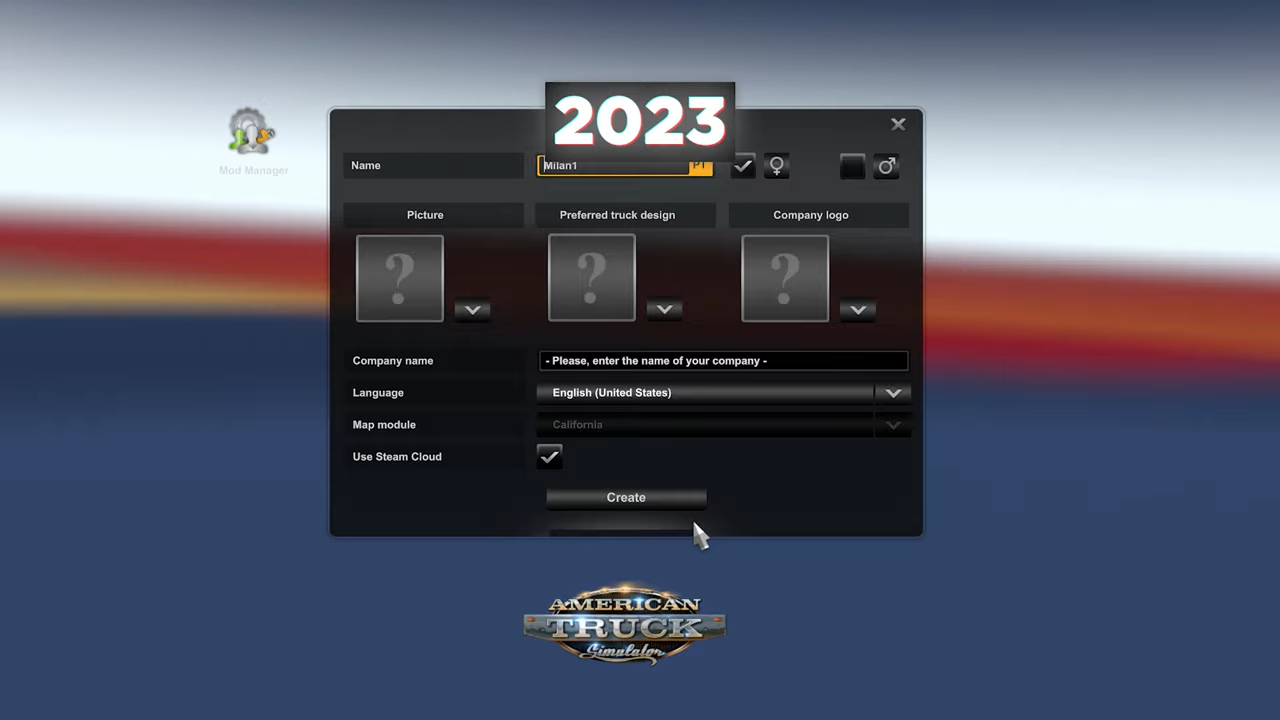 2023
Mod Manager
Name
Milan1
PT
Picture
Preferred truck design
Company logo
?
?
?
Company name
- Please, enter the name of your company -
Language
English (United States)
Map module
California
Use Steam Cloud
Create
AMERICAN
TRUCK
Simulator